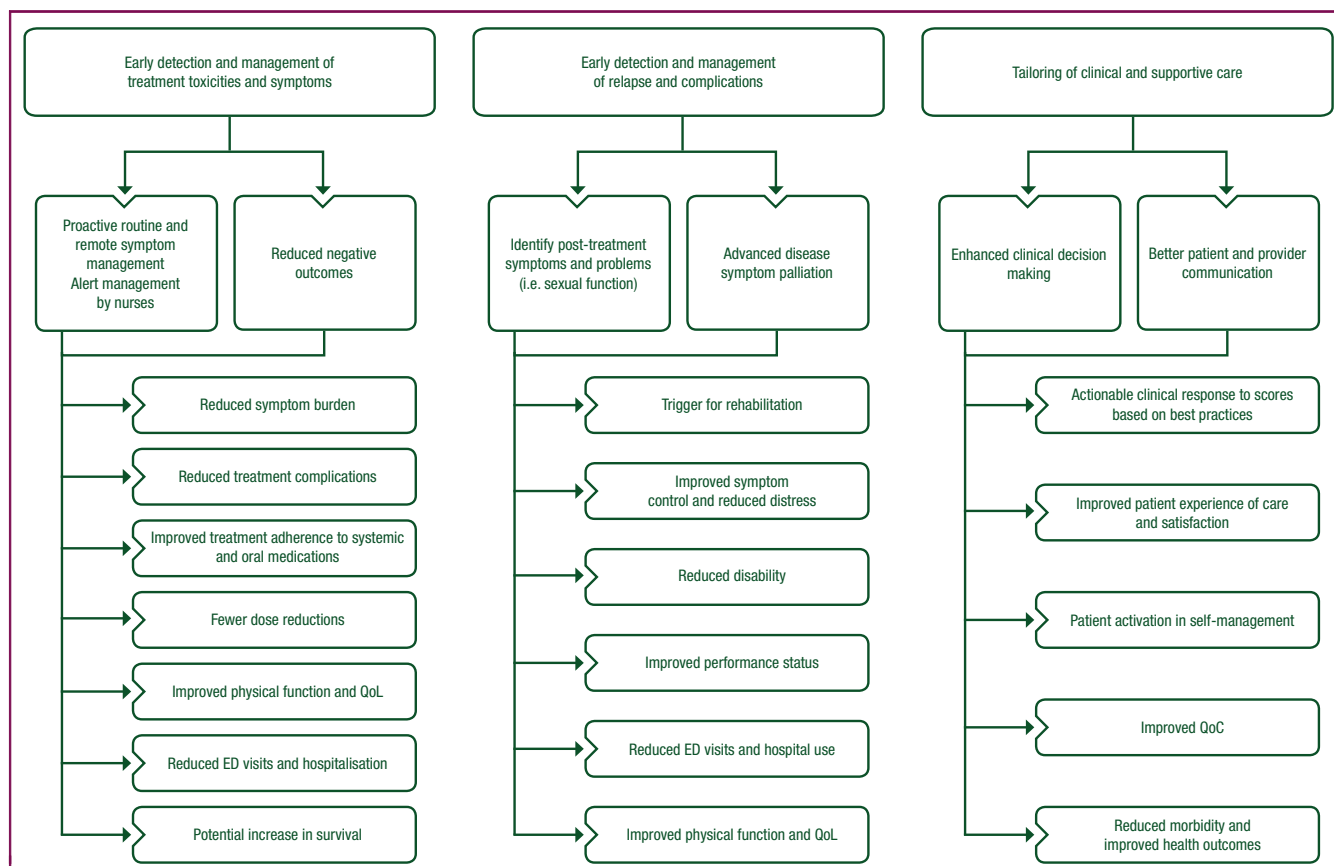 Early detection and management of
treatment toxicities and symptoms
Early detection and management
of relapse and complications
Tailoring of clinical and supportive care
Proactive routine and
remote symptom
management
Alert management
by nurses
Reduced negative
outcomes
Identify post-treatment
symptoms and problems
(i.e. sexual function)
Advanced disease
symptom palliation
Enhanced clinical decision
making
Better patient and provider
communication
Reduced symptom burden
Reduced treatment complications
Improved treatment adherence to systemic
and oral medications
Fewer dose reductions
Improved physical function and QoL
Reduced ED visits and hospitalisation
Potential increase in survival
Trigger for rehabilitation
Improved symptom
control and reduced distress
Reduced disability
Improved performance status
Reduced ED visits and hospital use
Improved physical function and QoL
Actionable clinical response to scores
based on best practices
Improved patient experience of care
and satisfaction
Patient activation in self-management
Improved QoC
Reduced morbidity and
improved health outcomes